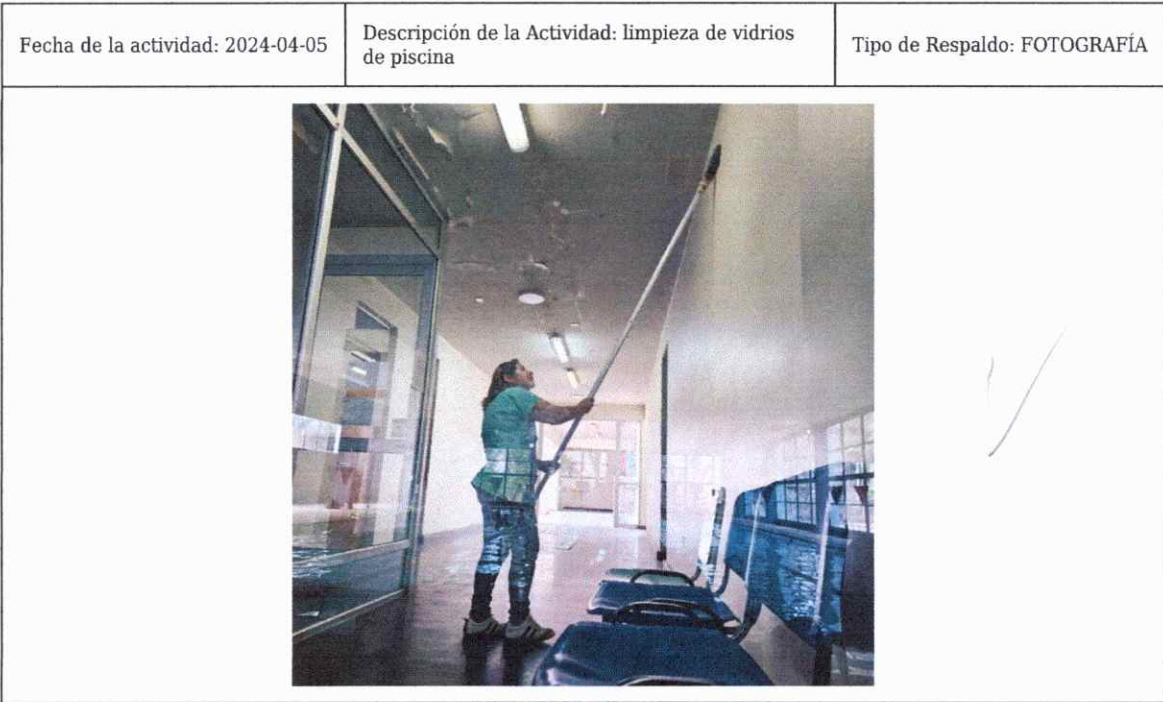 Fecha de la actividad: 2024-04-05
Descripción de la Actividad: limpieza de vidrios
de piscina
Tipo de Respaldo: FOTOGRAFÍA